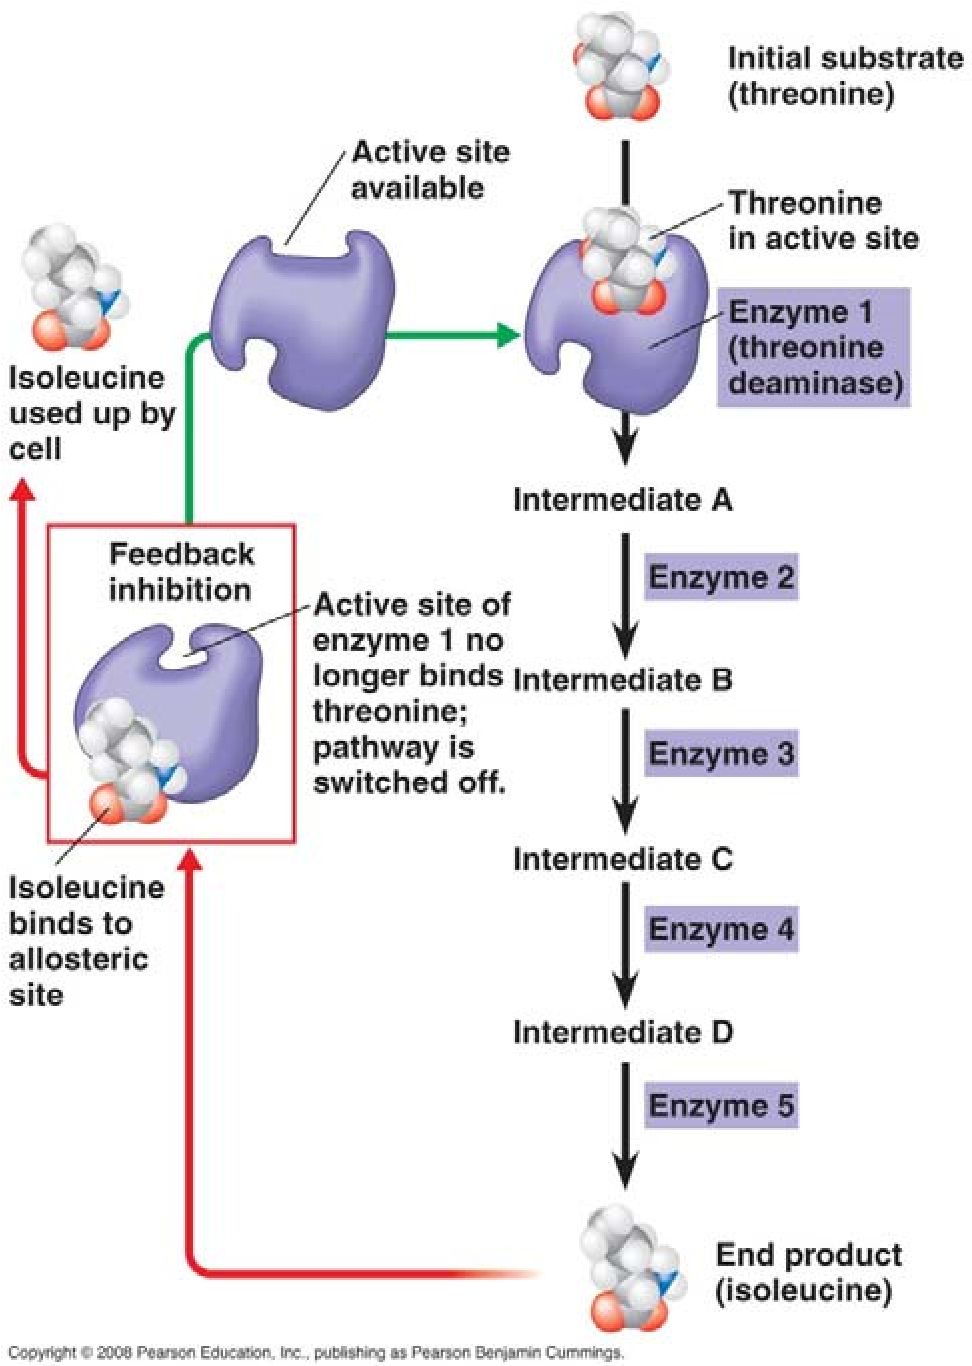 Initial substrate
(threonine)
Active site
available
Threonine
in active site
Enzyme 1
(threonine
deaminase)
Isoleucine
used up by
cell
Intermediate A
Feedback
inhibition
Enzyme 2
Active site of
enzyme 1 no
longer binds
threonine;
pathway is
switched off.
Intermediate B
Enzyme 3
Intermediate C
Isoleucine
binds to
allosteric
site
Enzyme 4
Intermediate D
Enzyme 5
End product
(isoleucine)
Copyright © 2008 Pearson Education, Inc., publishing as Pearson Benjamin Cummings.